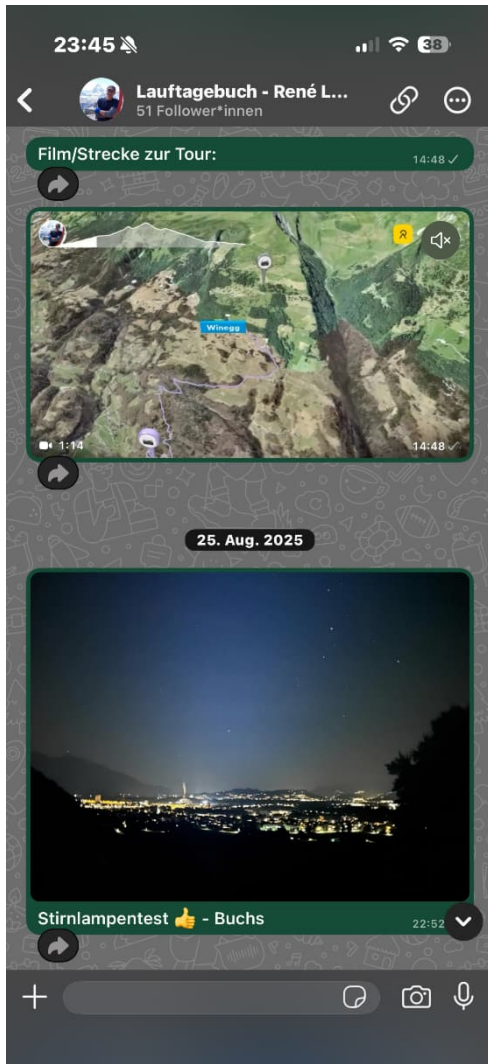 23:45
38
Lauftagebuch - René L...
51 Follower*innen
Film/Strecke zur Tour:
14:48
Winegg
1:14
14:48
25. Aug. 2025
Stirnlampentest 👍 - Buchs
22:52